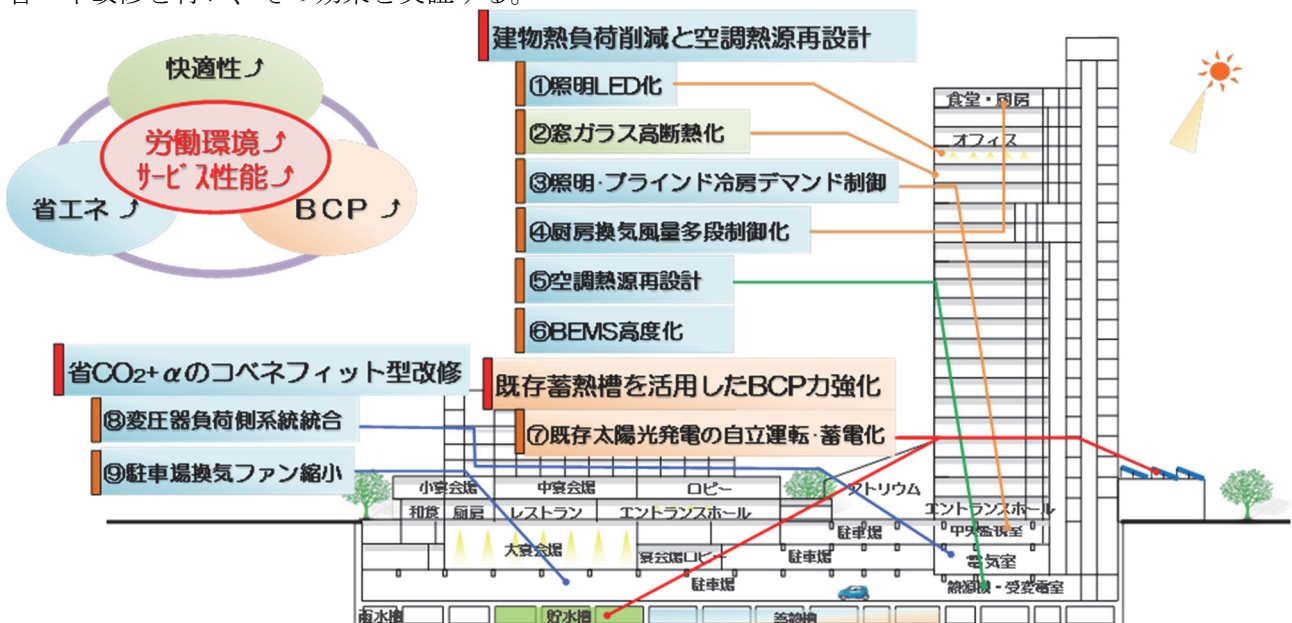 快適性⤴
労働環境⤴
サービス性能⤴
省エネ⤴
BCP⤴
建物熱負荷削減と空調熱源再設計
①照明LED化
②窓ガラス高断熱化
③照明・ブラインド冷房デマンド制御
④厨房換気風量多段制御化
⑤空調熱源再設計
⑥BEMS高度化
省CO₂+αのコベネフィット型改修
⑧変圧器負荷側系統統合
⑨駐車場換気ファン縮小
既存蓄熱槽を活用したBCP力強化
⑦既存太陽光発電の自立運転・蓄電化
食堂・厨房
オフィス
小宴会場 中宴会場 ロビー アトリウム
和食 厨房 レストラン エントランスホール エントランスホール
駐車場 中央監視室
大宴会場 宴会場ロビー 駐車場 電気室
駐車場 熱源機・受変電室
雨水槽 貯水槽 蓄熱槽